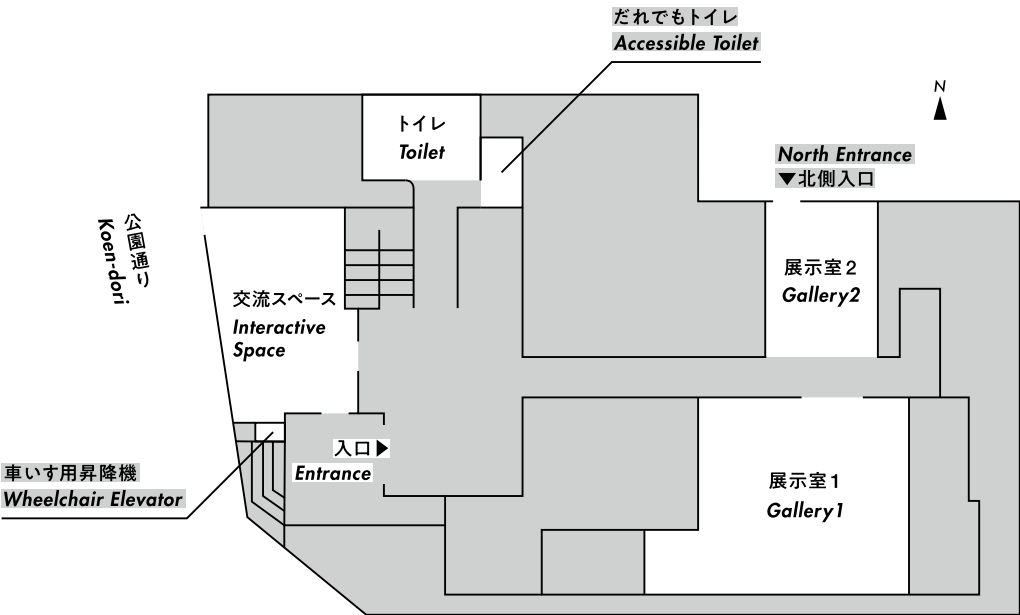 だれでもトイレ
Accessible Toilet
N
トイレ
Toilet
North Entrance
▼北側入口
公園通り
Koen-dori
展示室2
Gallery2
交流スペース
Interactive
Space
入口▶
Entrance
車いす用昇降機
Wheelchair Elevator
展示室1
Gallery1